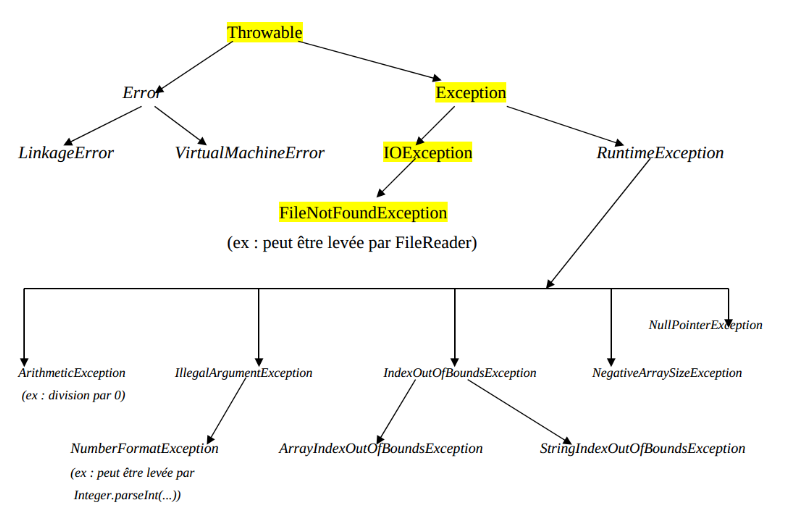 Throwable
Error
Exception
LinkageError
VirtualMachineError
IOException
RuntimeException
FileNotFoundException
(ex : peut être levée par FileReader)
NullPointerException
ArithmeticException
IllegalArgumentException
IndexOutOfBoundsException
NegativeArraySizeException
(ex : division par 0)
NumberFormatException
ArrayIndexOutOfBoundsException
StringIndexOutOfBoundsException
(ex : peut être levée par
Integer.parseInt(...))